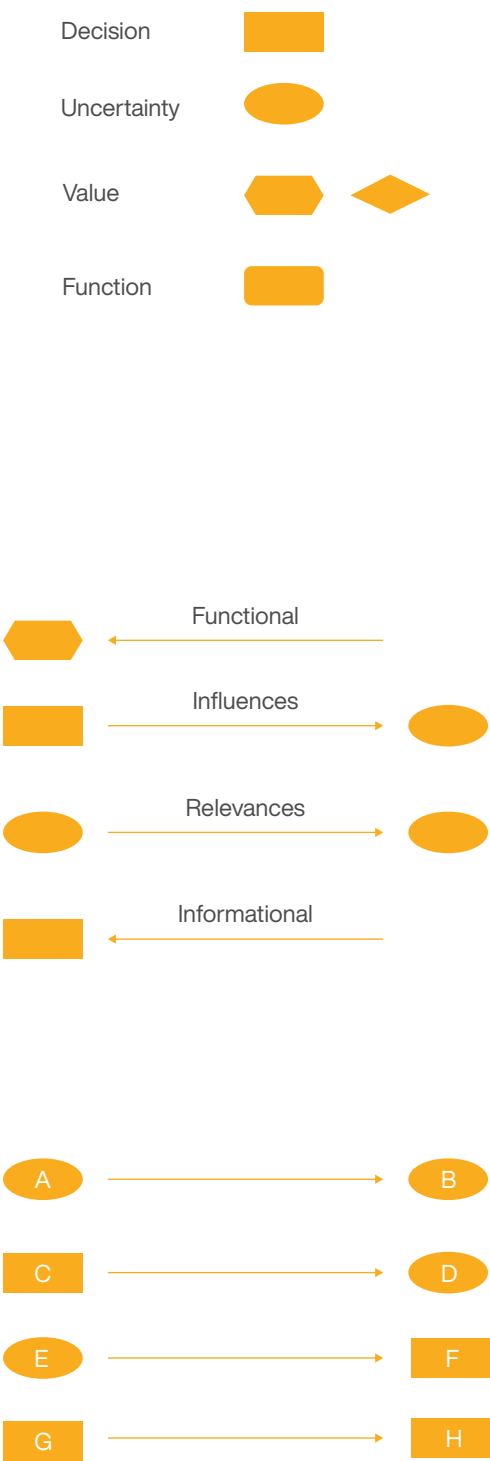 Decision
Uncertainty
Value
Function
Functional
Influences
Relevances
Informational
A B
C D
E F
G H